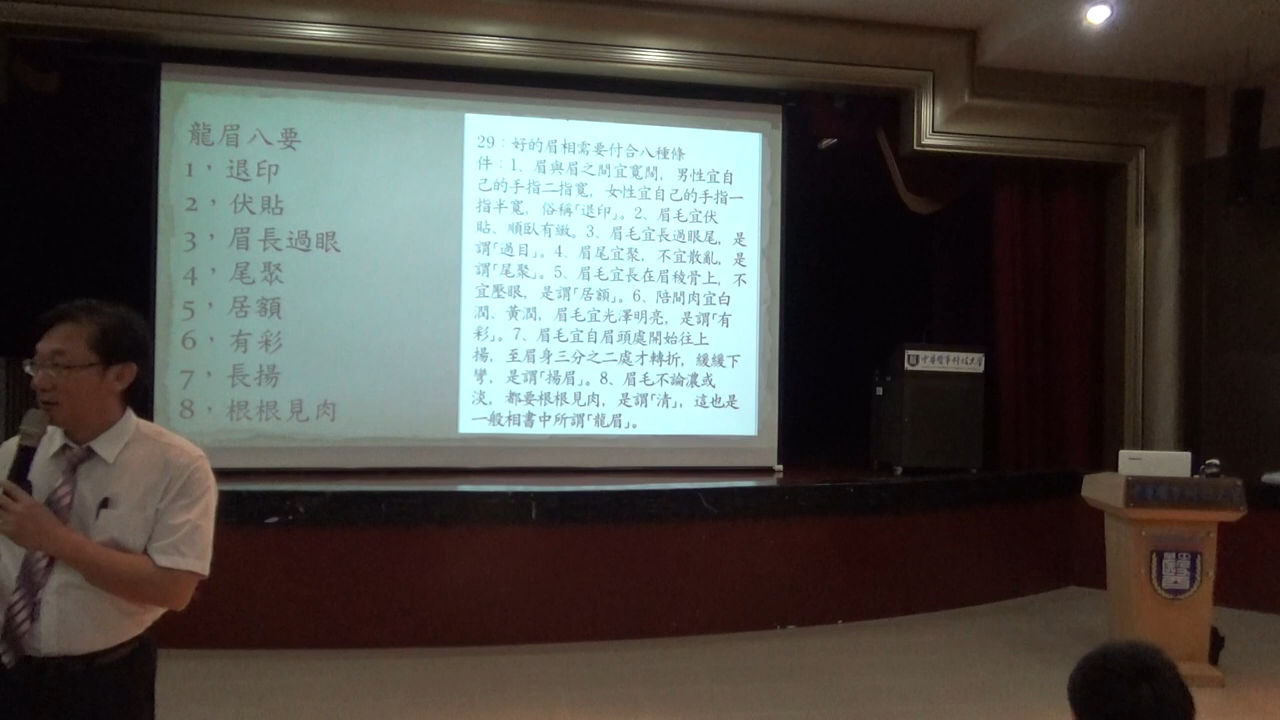 龍眉八要
1，退印
2，伏貼
3，眉長過眼
4，尾聚
5，居額
6，有彩
7，長揚
8，根根見肉
29：好的眉相需要付合八種條
件：1、眉與眉之間宜寬闊，男性宜自
己的手指二指寬，女性宜自己的手指一
指半寬，俗稱「退印」。2、眉毛宜伏
貼、順臥有緻。3、眉毛宜長過眼尾，是
謂「過目」。4、眉尾宜聚，不宜散亂，是
謂「尾聚」。5、眉毛宜長在眉稜骨上，不
宜壓眼，是謂「居額」。6、陪間肉宜白
潤、黃潤，眉毛宜光澤明亮，是謂「有
彩」。7、眉毛宜自眉頭處開始往上
揚，至眉身三分之二處才轉折，緩緩下
彎，是謂「揚眉」。8、眉毛不論濃或
淡，都要根根見肉，是謂「清」，這也是
一般相書中所謂「龍眉」。
中華醫事科技大學